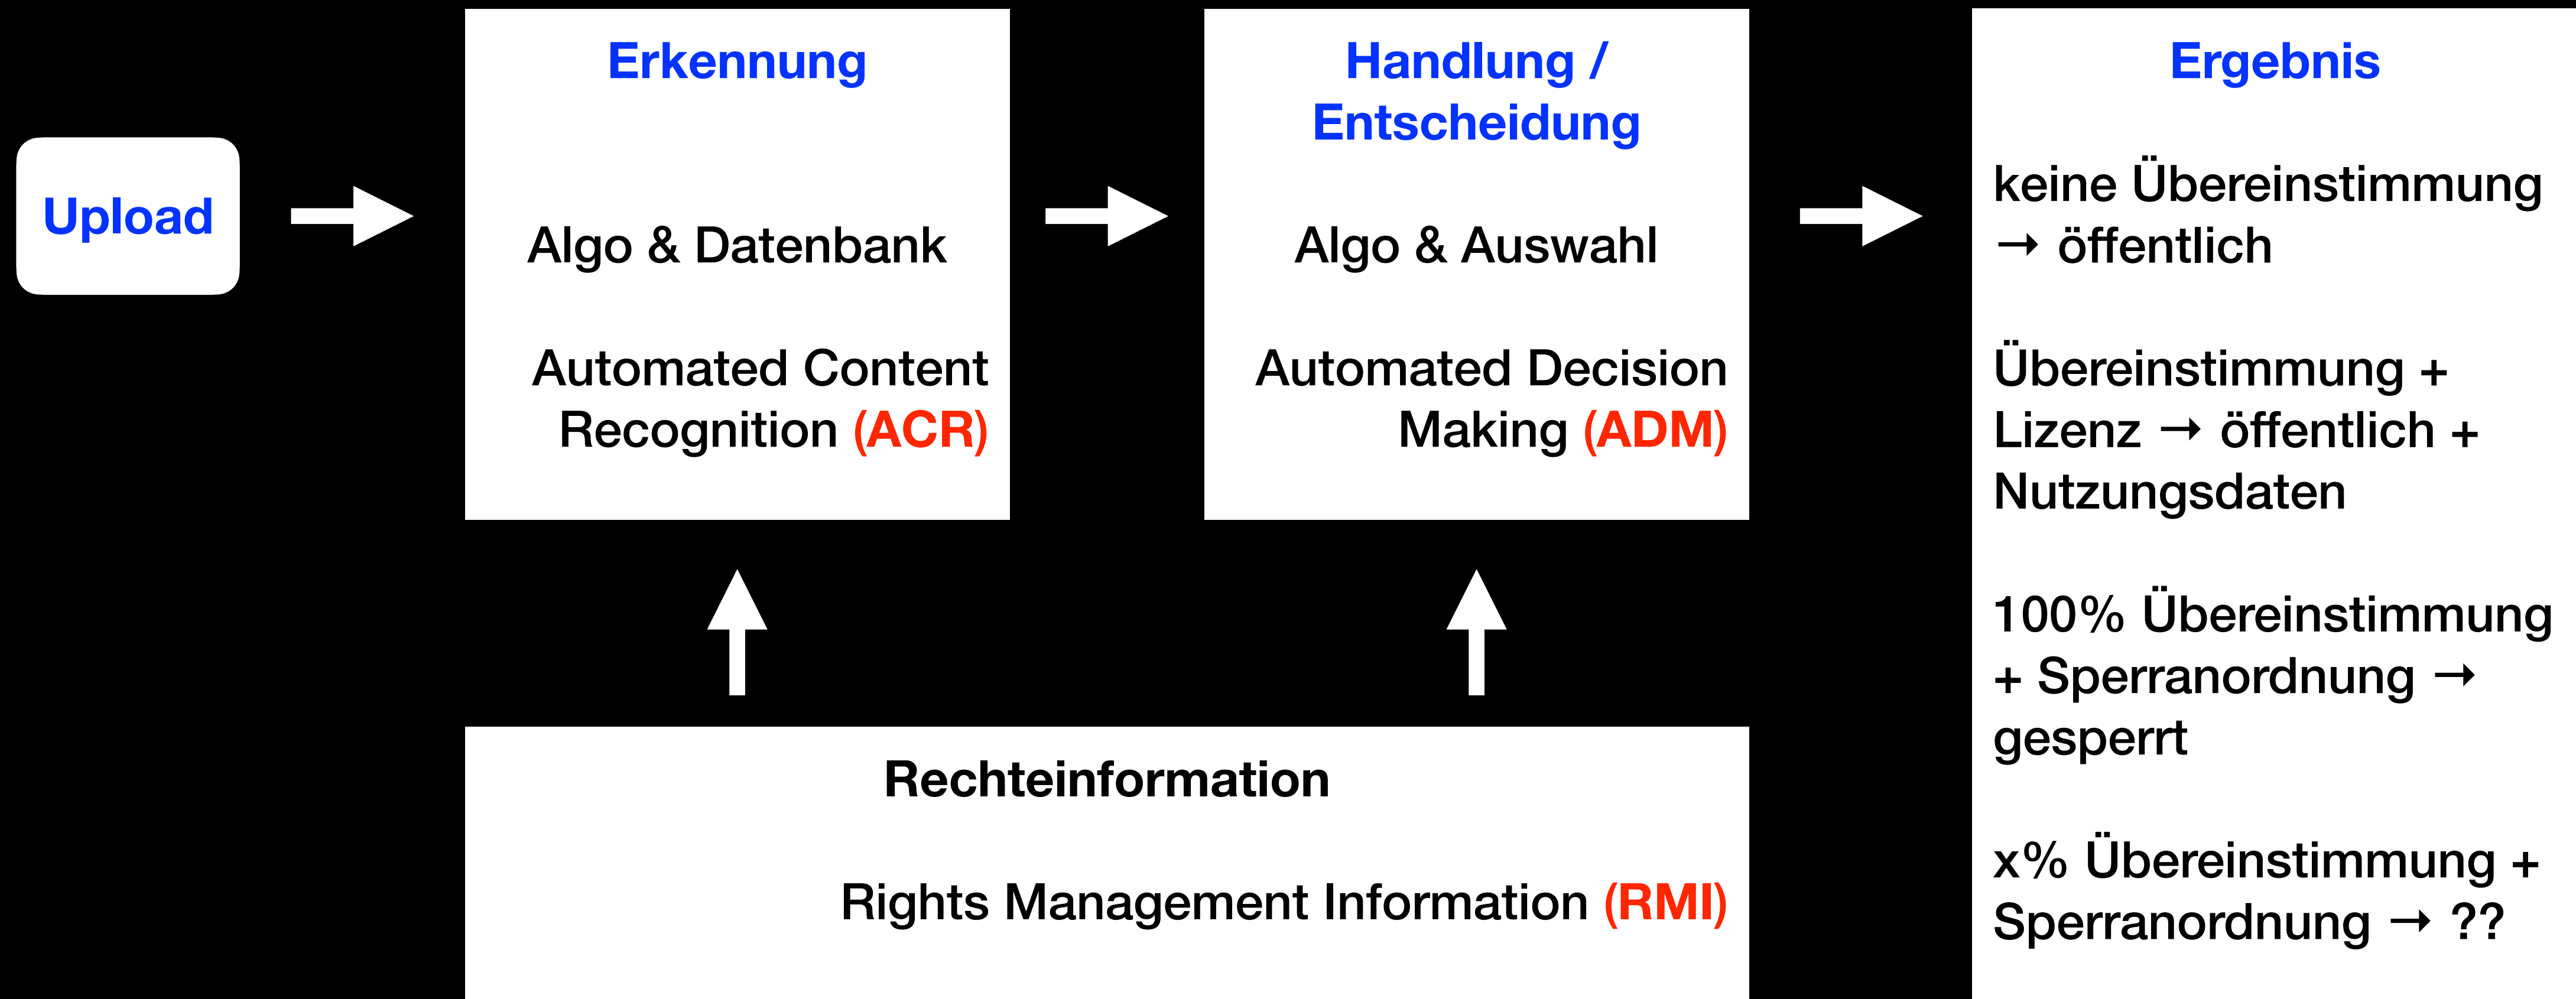 Upload
Erkennung
Algo & Datenbank
Automated Content
Recognition (ACR)
Handlung /
Entscheidung
Algo & Auswahl
Automated Decision
Making (ADM)
Rechteinformation
Rights Management Information (RMI)
Ergebnis
keine Übereinstimmung
→ öffentlich
Übereinstimmung +
Lizenz → öffentlich +
Nutzungsdaten
100% Übereinstimmung
+ Sperranordnung →
gesperrt
x% Übereinstimmung +
Sperranordnung → ??